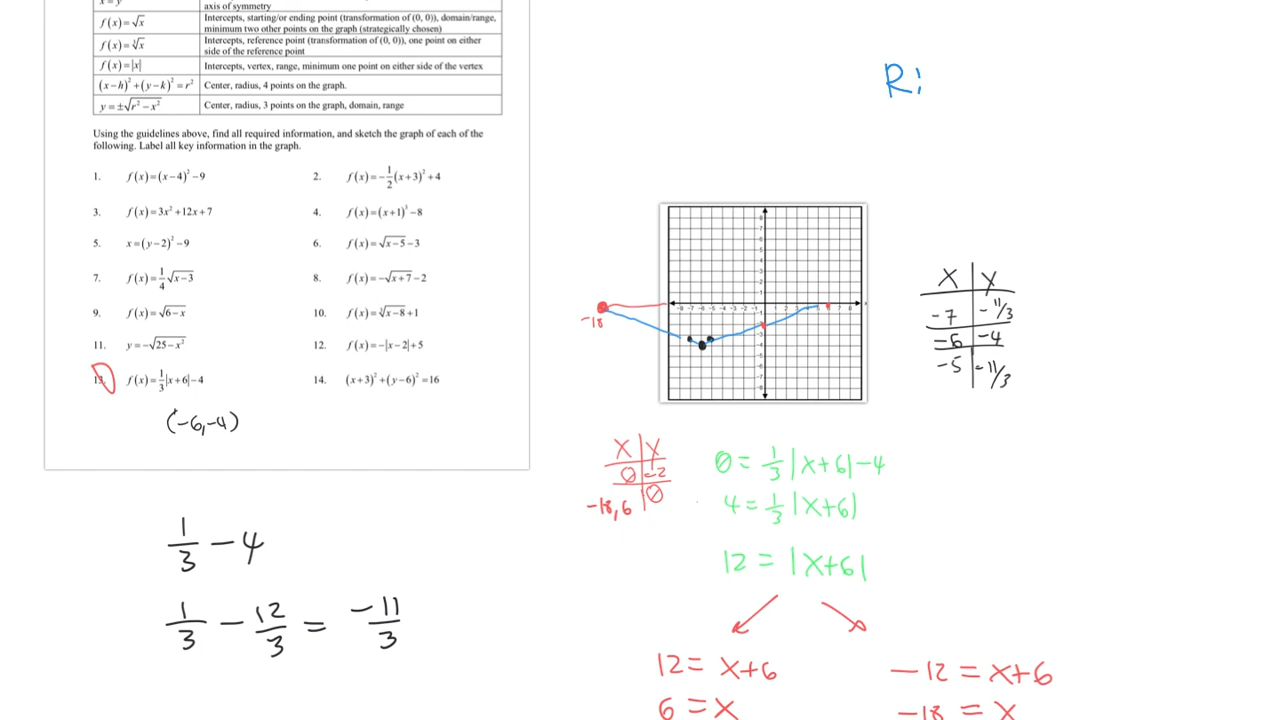 x = y²
axis of symmetry
f(x)=√x
Intercepts, starting/ending point (transformation of (0, 0)), domain/range, minimum two other points on the graph (strategically chosen)
f(x)=∛x
Intercepts, reference point (transformation of (0, 0)), one point on either side of the reference point
f(x)=|x|
Intercepts, vertex, range, minimum one point on either side of the vertex
(x−h)²+(y−k)²=r²
Center, radius, 4 points on the graph.
y=±√(r²−x²)
Center, radius, 3 points on the graph, domain, range
Using the guidelines above, find all required information, and sketch the graph of each of the
following. Label all key information in the graph.
1. f(x)=(x−4)²−9
2. f(x)=−1/2(x+3)²+4
3. f(x)=3x²+12x+7
4. f(x)=(x+1)³−8
5. x=(y−2)²−9
6. f(x)=√(x−5)−3
7. f(x)=1/4√(x−3)
8. f(x)=−√(x+7)−2
9. f(x)=√(6−x)
10. f(x)=∛(x−8)+1
11. y=−√(25−x²)
12. f(x)=−|x−2|+5
13. f(x)=1/3|x+6|−4
14. (x+3)²+(y−6)²=16
(−6,−4)
1/3 − 4
1/3 − 12/3 = −11/3
R:
−18
X | Y
−7 | −11/3
−6 | −4
−5 | −11/3
X | Y
0 | −2
−18, 6 | 0
0 = 1/3 |x+6| −4
4 = 1/3 |x+6|
12 = |x+6|
12 = x+6
6 = x
−12 = x+6
−18 = x